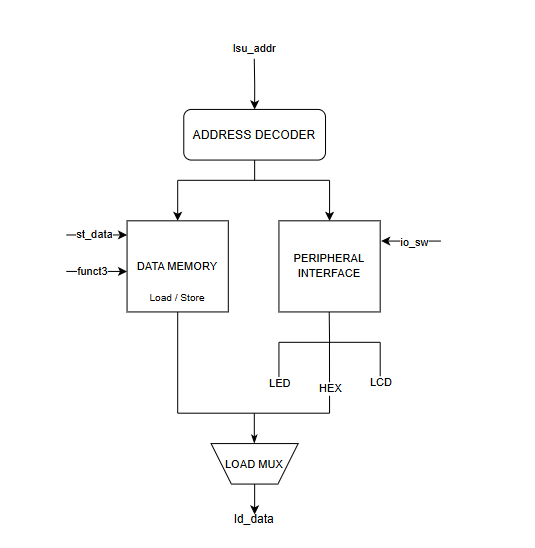 lsu_addr
ADDRESS DECODER
st_data
funct3
DATA MEMORY
Load / Store
PERIPHERAL
INTERFACE
io_sw
LED
HEX
LCD
LOAD MUX
ld_data